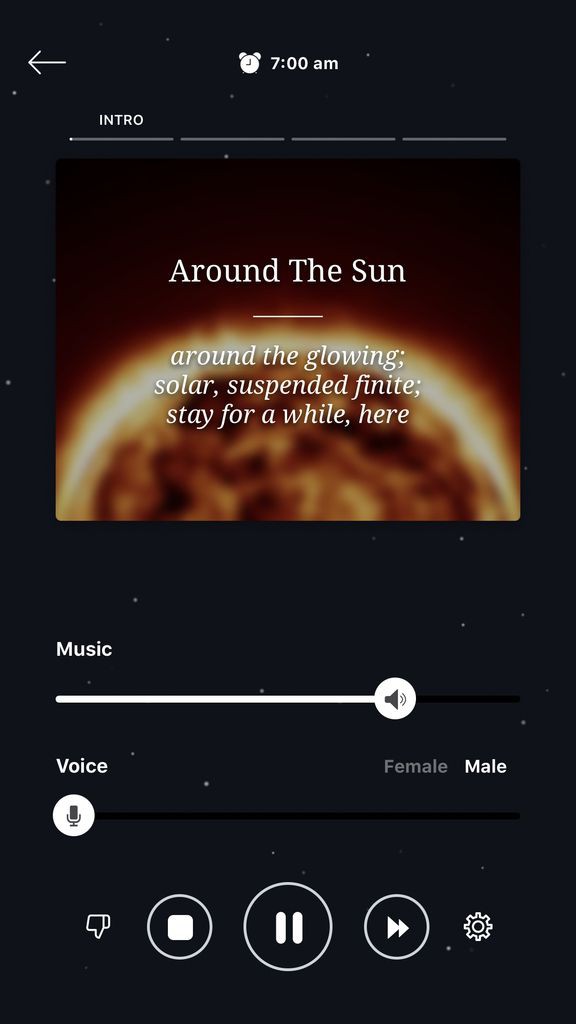 7:00 am
INTRO
Around The Sun
around the glowing;
solar, suspended finite;
stay for a while, here
Music
Voice
Female Male